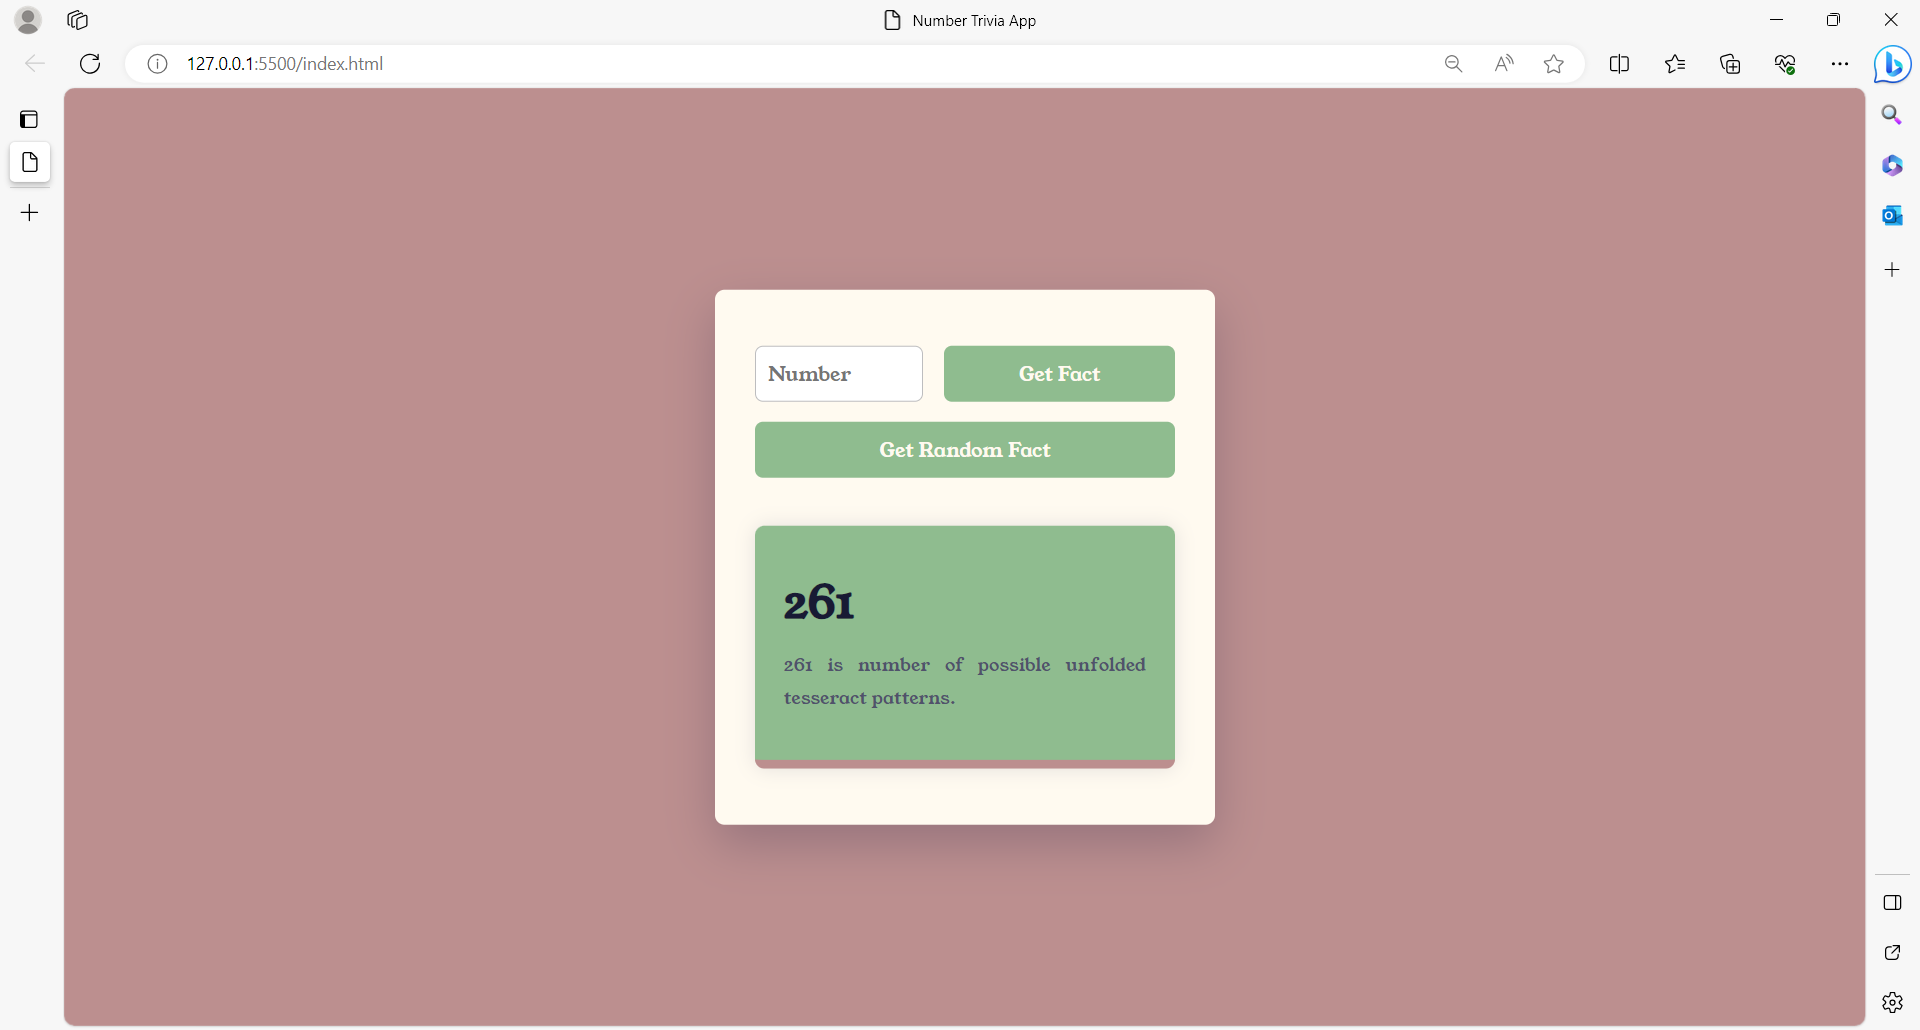 Number Trivia App
127.0.0.1:5500/index.html
Number
Get Fact
Get Random Fact
261
261 is number of possible unfolded
tesseract patterns.